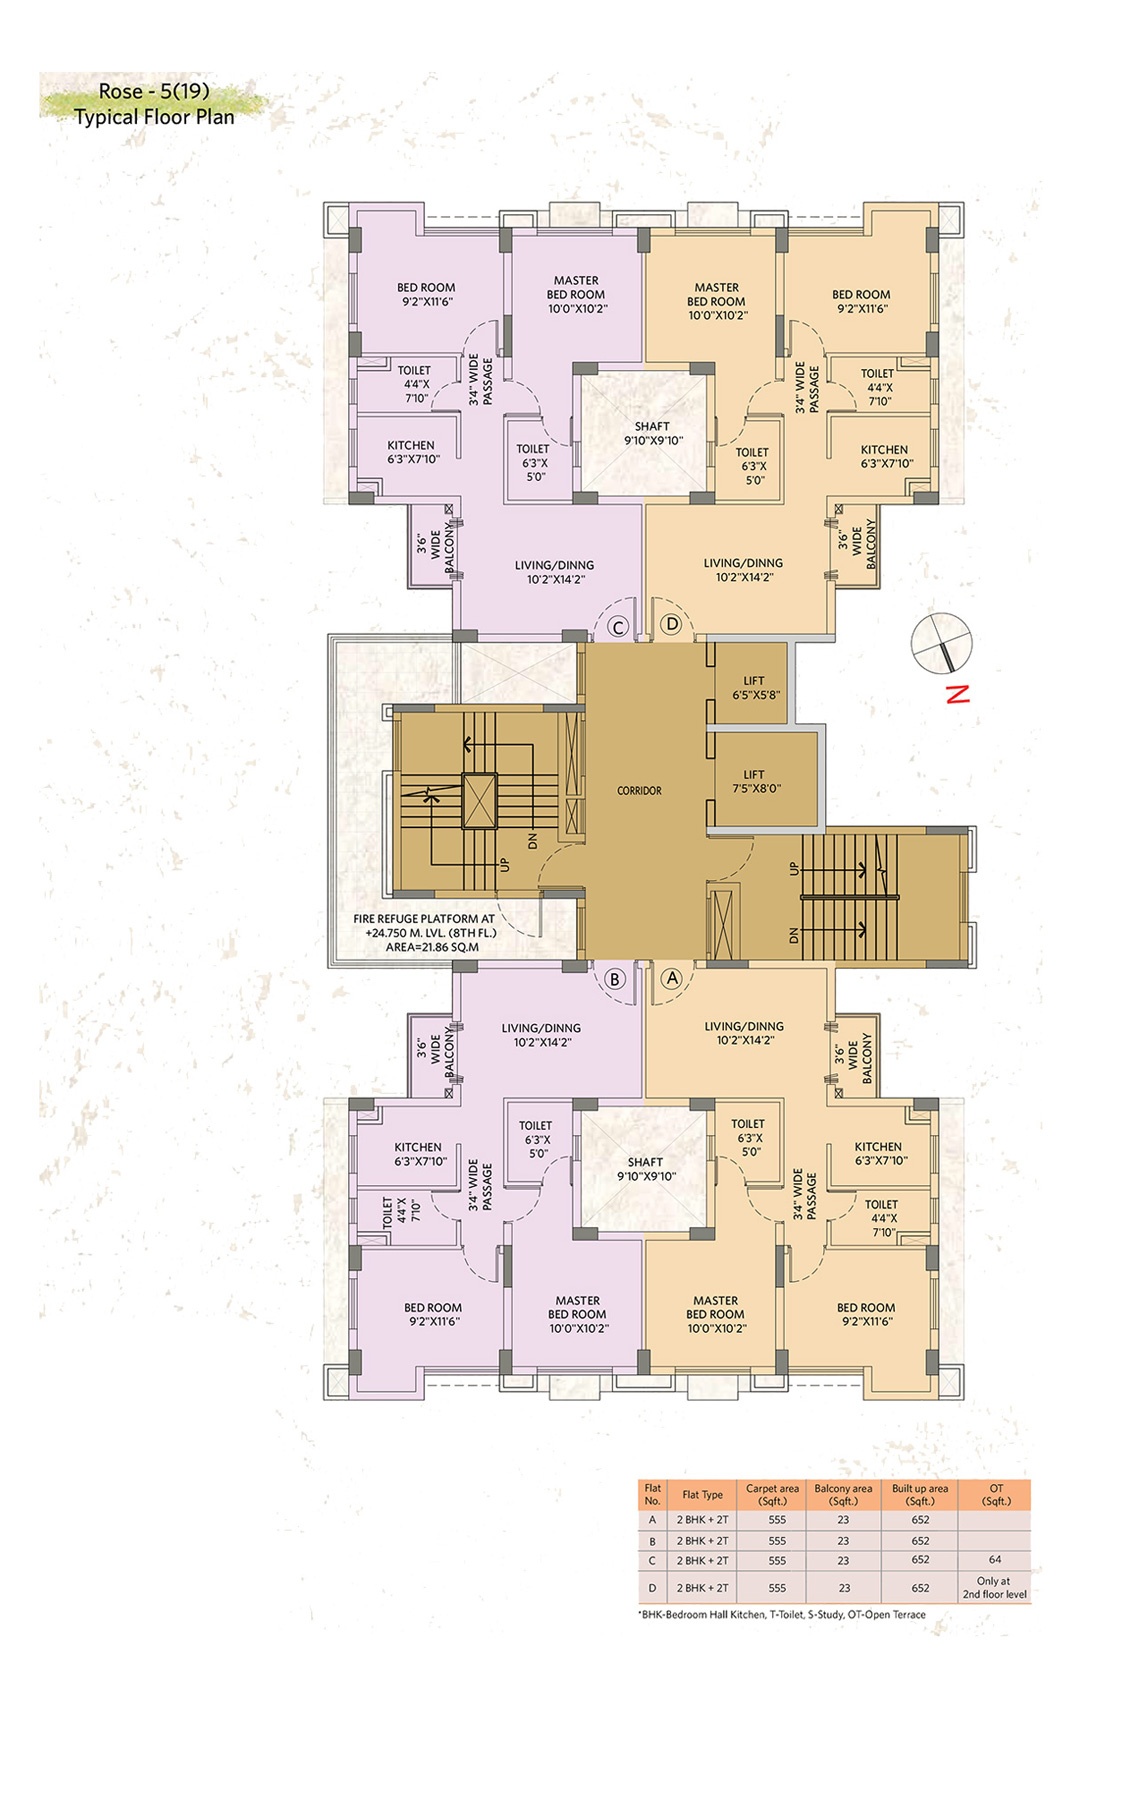 Rose - 5(19)
Typical Floor Plan
BED ROOM
9'2"X11'6"
MASTER
BED ROOM
10'0"X10'2"
MASTER
BED ROOM
10'0"X10'2"
BED ROOM
9'2"X11'6"
TOILET
4'4"X
7'10"
3'4" WIDE
PASSAGE
3'4" WIDE
PASSAGE
TOILET
4'4"X
7'10"
KITCHEN
6'3"X7'10"
TOILET
6'3"X
5'0"
SHAFT
9'10"X9'10"
TOILET
6'3"X
5'0"
KITCHEN
6'3"X7'10"
3'6"
WIDE
BALCONY
LIVING/DINNG
10'2"X14'2"
LIVING/DINNG
10'2"X14'2"
3'6"
WIDE
BALCONY
C
D
N
LIFT
6'5"X5'8"
LIFT
7'5"X8'0"
CORRIDOR
DN
UP
UP
DN
FIRE REFUGE PLATFORM AT
+24.750 M. LVL. (8TH FL.)
AREA=21.86 SQ.M
B
A
LIVING/DINNG
10'2"X14'2"
LIVING/DINNG
10'2"X14'2"
3'6"
WIDE
BALCONY
3'6"
WIDE
BALCONY
KITCHEN
6'3"X7'10"
TOILET
6'3"X
5'0"
SHAFT
9'10"X9'10"
TOILET
6'3"X
5'0"
KITCHEN
6'3"X7'10"
TOILET
4'4"X
7'10"
3'4" WIDE
PASSAGE
3'4" WIDE
PASSAGE
TOILET
4'4"X
7'10"
BED ROOM
9'2"X11'6"
MASTER
BED ROOM
10'0"X10'2"
MASTER
BED ROOM
10'0"X10'2"
BED ROOM
9'2"X11'6"
Flat No. Flat Type Carpet area (Sqft.) Balcony area (Sqft.) Built up area (Sqft.) OT (Sqft.)
A 2 BHK + 2T 555 23 652
B 2 BHK + 2T 555 23 652
C 2 BHK + 2T 555 23 652 64
D 2 BHK + 2T 555 23 652 Only at 2nd floor level
*BHK-Bedroom Hall Kitchen, T-Toilet, S-Study, OT-Open Terrace